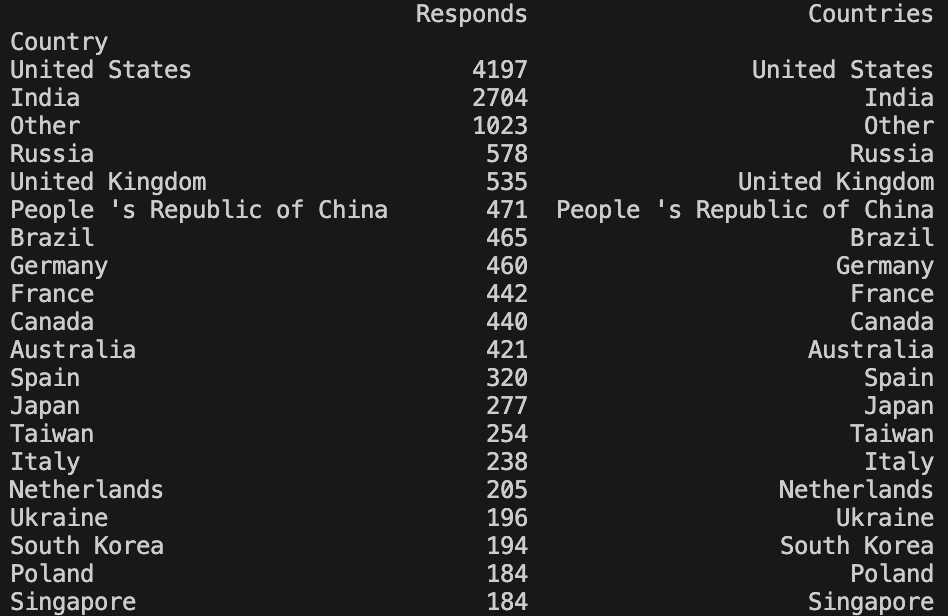 Responds Countries
Country
United States 4197 United States
India 2704 India
Other 1023 Other
Russia 578 Russia
United Kingdom 535 United Kingdom
People 's Republic of China 471 People 's Republic of China
Brazil 465 Brazil
Germany 460 Germany
France 442 France
Canada 440 Canada
Australia 421 Australia
Spain 320 Spain
Japan 277 Japan
Taiwan 254 Taiwan
Italy 238 Italy
Netherlands 205 Netherlands
Ukraine 196 Ukraine
South Korea 194 South Korea
Poland 184 Poland
Singapore 184 Singapore